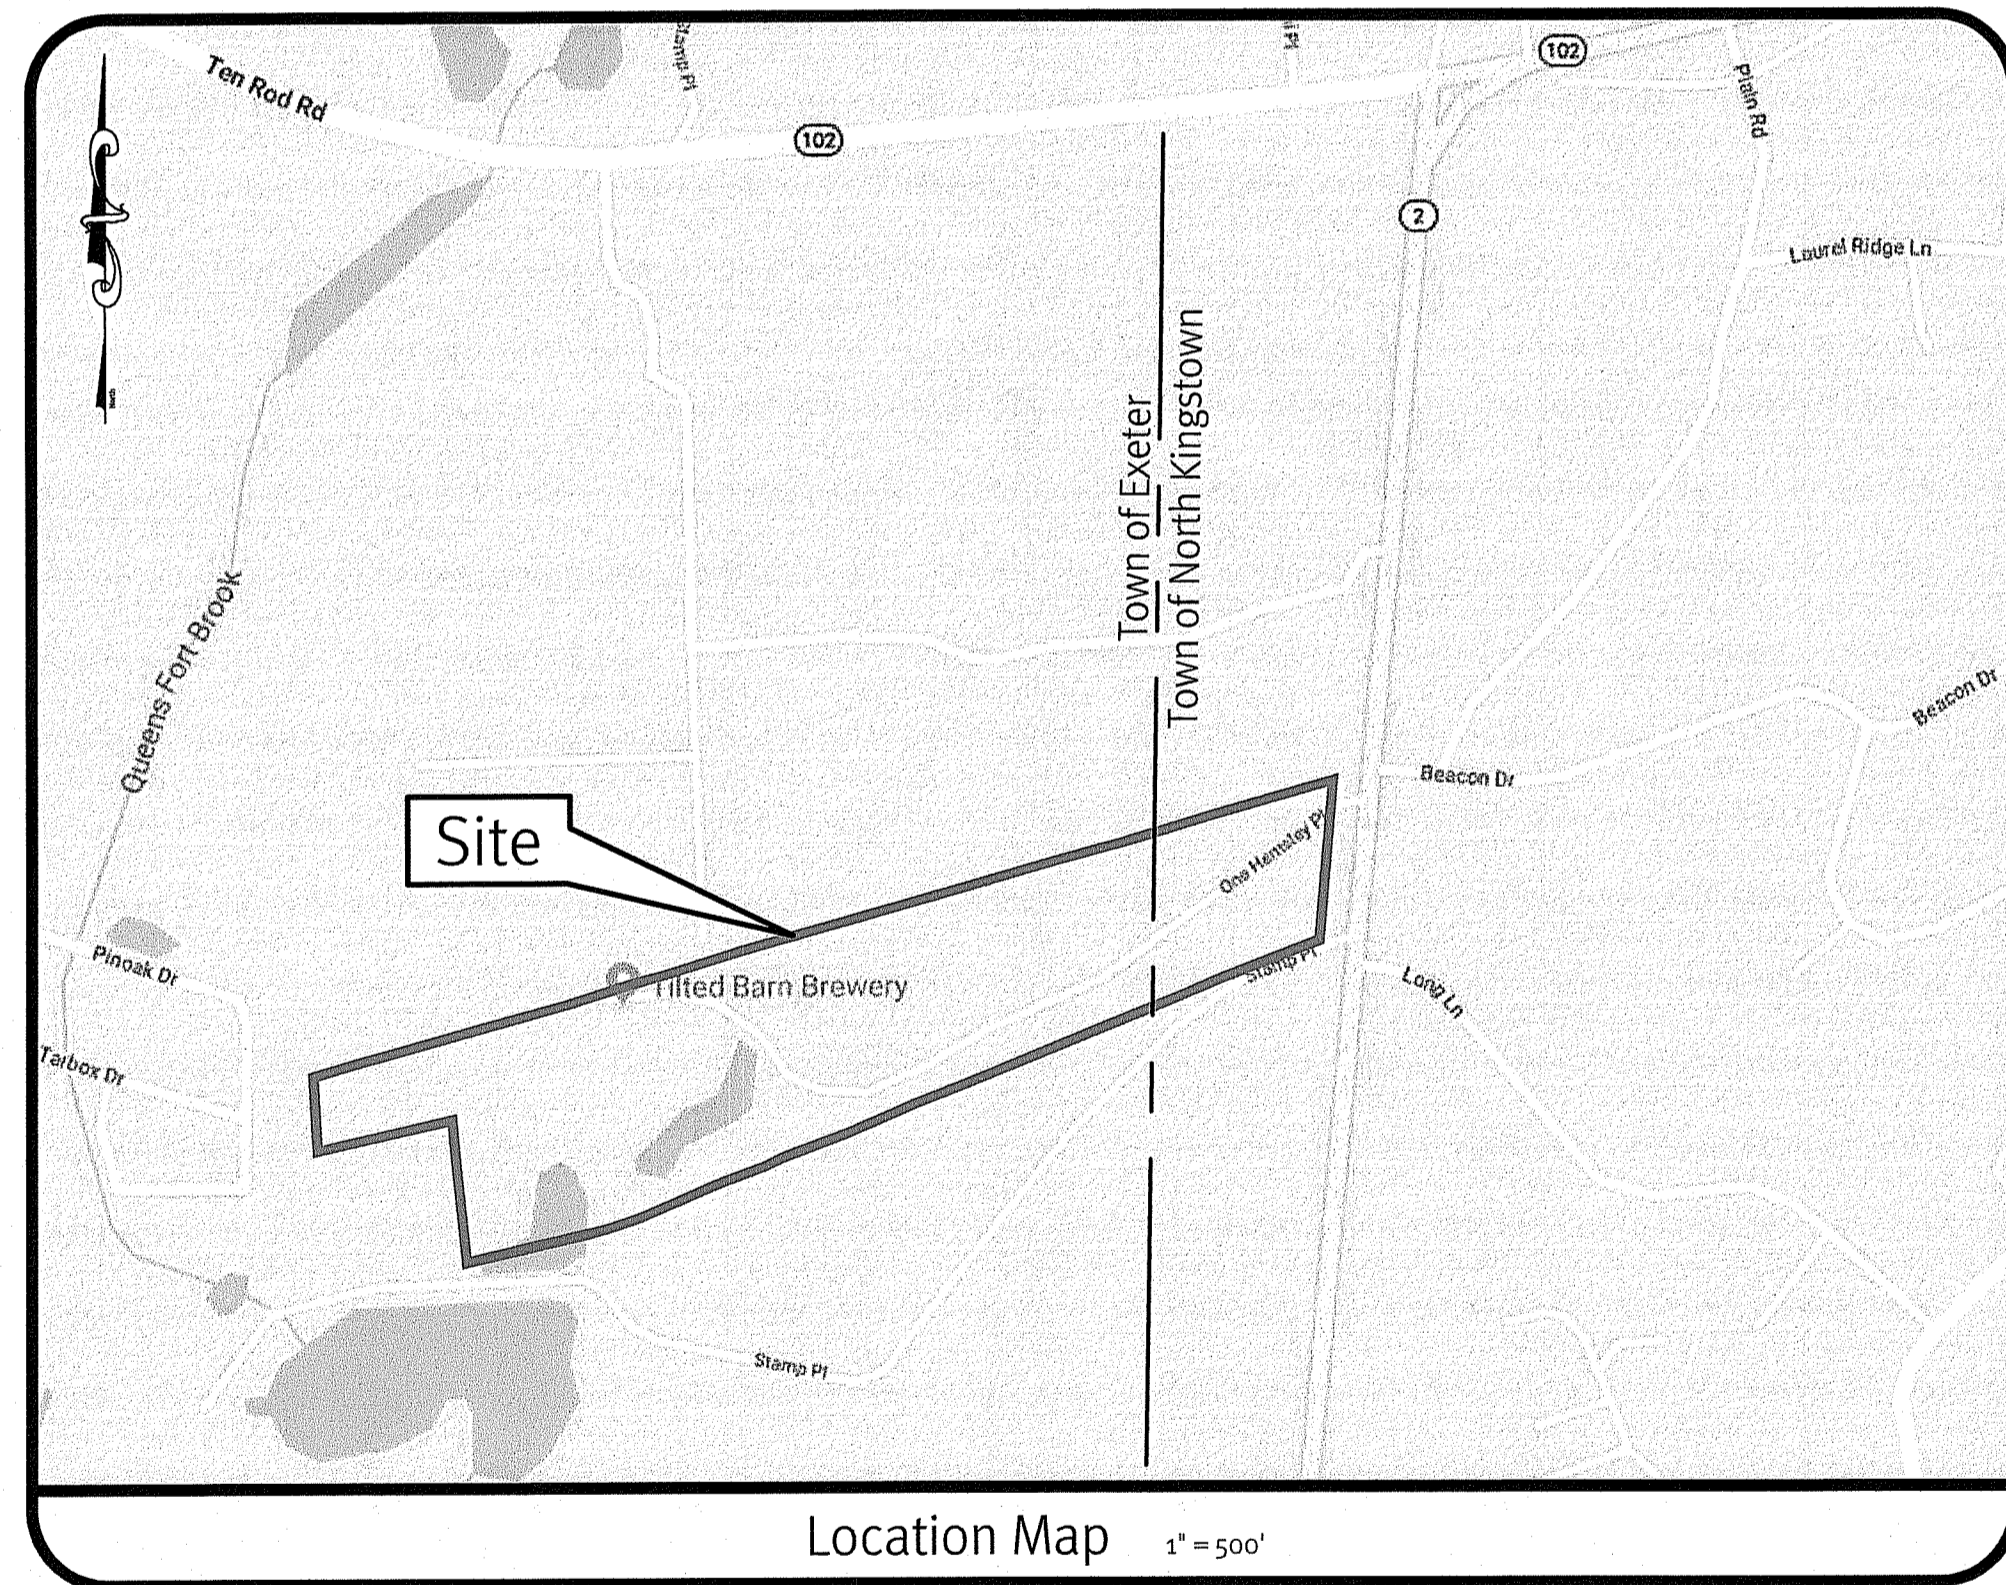 Ten Rod Rd
102
102
Plain Rd
2
Laurel Ridge Ln
North
Town of Exeter
Town of North Kingstown
Queens Fort Brook
Beacon Dr
Beacon Dr
Site
One Hemsley Pl
Pinoak Dr
Tilted Barn Brewery
Stamp Pl
Long Ln
Tarbox Dr
Stamp Pl
Location Map
1" = 500'